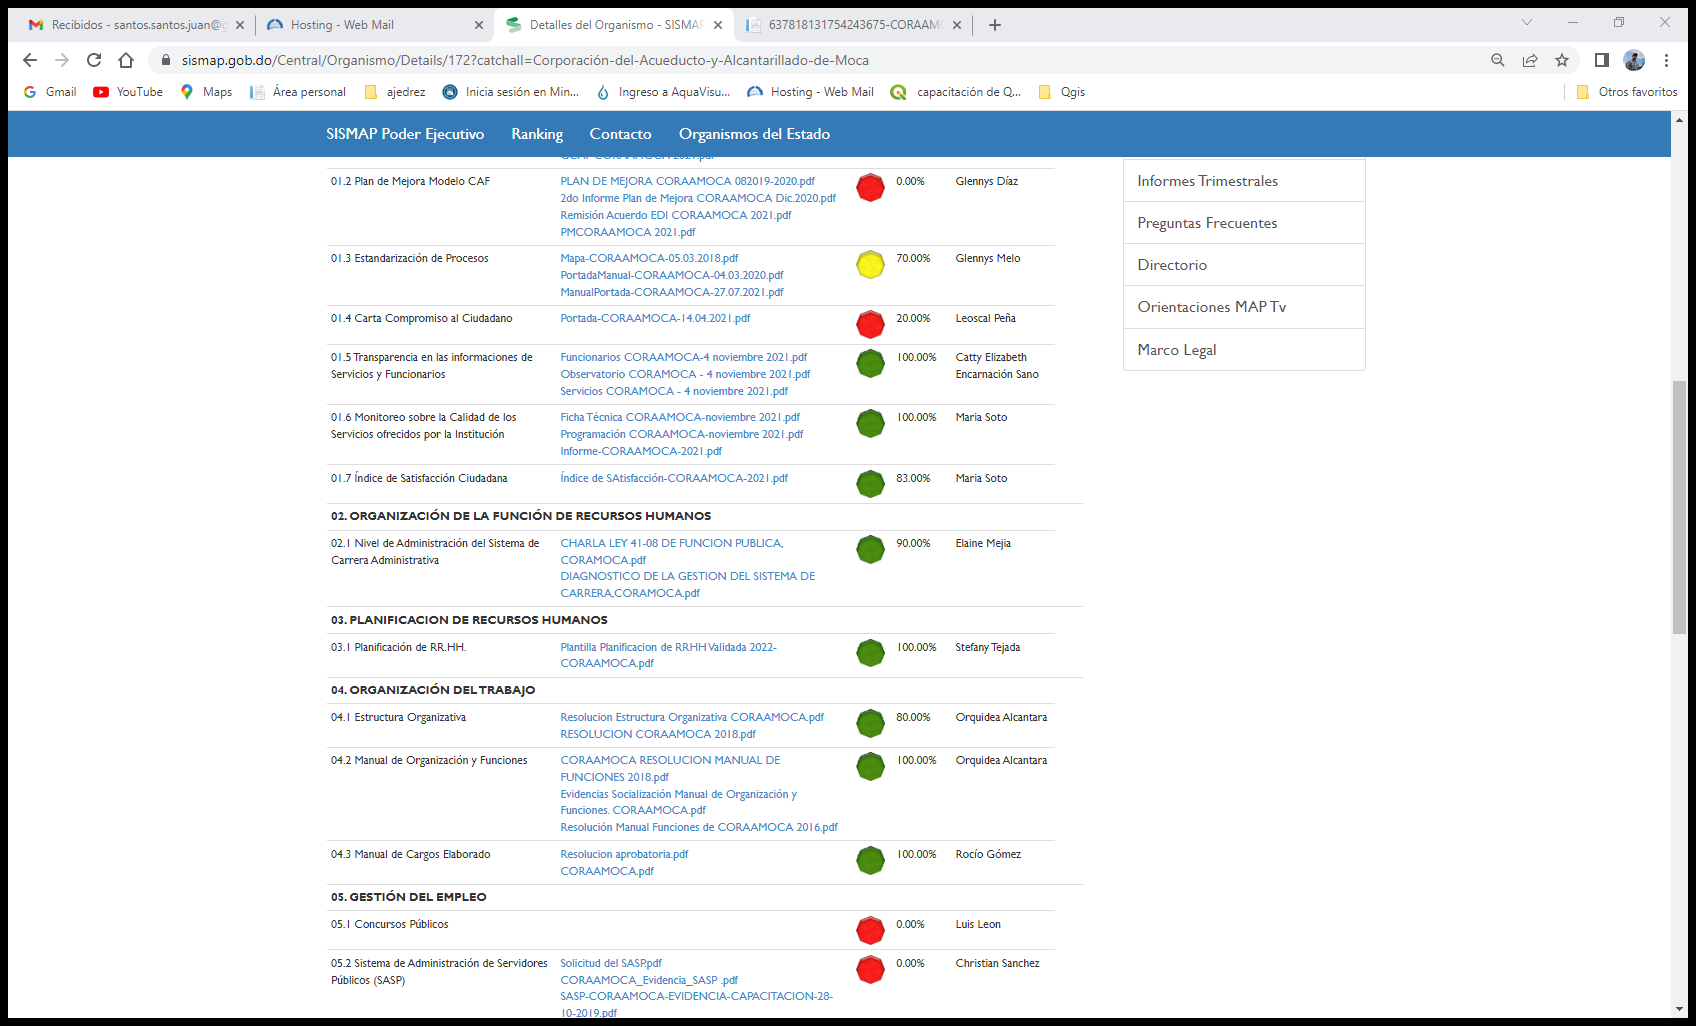 Recibidos - santos.santos.juan@g
Hosting - Web Mail
Detalles del Organismo - SISMAP
637818131754243675-CORAAMO
sismap.gob.do/Central/Organismo/Details/172?catchall=Corporación-del-Acueducto-y-Alcantarillado-de-Moca
Gmail
YouTube
Maps
Área personal
ajedrez
Inicia sesión en Min...
Ingreso a AquaVisu...
Hosting - Web Mail
capacitación de Q...
Qgis
Otros favoritos
SISMAP Poder Ejecutivo
Ranking
Contacto
Organismos del Estado
01.2 Plan de Mejora Modelo CAF
PLAN DE MEJORA CORAAMOCA 082019-2020.pdf
2do Informe Plan de Mejora CORAAMOCA Dic.2020.pdf
Remisión Acuerdo EDI CORAAMOCA 2021.pdf
PMCORAAMOCA 2021.pdf
0.00%
Glennys Díaz
01.3 Estandarización de Procesos
Mapa-CORAAMOCA-05.03.2018.pdf
PortadaManual-CORAAMOCA-04.03.2020.pdf
ManualPortada-CORAAMOCA-27.07.2021.pdf
70.00%
Glennys Melo
01.4 Carta Compromiso al Ciudadano
Portada-CORAAMOCA-14.04.2021.pdf
20.00%
Leoscal Peña
01.5 Transparencia en las informaciones de
Servicios y Funcionarios
Funcionarios CORAAMOCA-4 noviembre 2021.pdf
Observatorio CORAMOCA - 4 noviembre 2021.pdf
Servicios CORAMOCA - 4 noviembre 2021.pdf
100.00%
Catty Elizabeth
Encarnación Sano
01.6 Monitoreo sobre la Calidad de los
Servicios ofrecidos por la Institución
Ficha Técnica CORAAMOCA-noviembre 2021.pdf
Programación CORAAMOCA-noviembre 2021.pdf
Informe-CORAAMOCA-2021.pdf
100.00%
Maria Soto
01.7 Índice de Satisfacción Ciudadana
Índice de SAtisfacción-CORAAMOCA-2021.pdf
83.00%
Maria Soto
02. ORGANIZACIÓN DE LA FUNCIÓN DE RECURSOS HUMANOS
02.1 Nivel de Administración del Sistema de
Carrera Administrativa
CHARLA LEY 41-08 DE FUNCION PUBLICA,
CORAMOCA.pdf
DIAGNOSTICO DE LA GESTION DEL SISTEMA DE
CARRERA,CORAMOCA.pdf
90.00%
Elaine Mejia
03. PLANIFICACION DE RECURSOS HUMANOS
03.1 Planificación de RR.HH.
Plantilla Planificacion de RRHH Validada 2022-
CORAAMOCA.pdf
100.00%
Stefany Tejada
04. ORGANIZACIÓN DEL TRABAJO
04.1 Estructura Organizativa
Resolucion Estructura Organizativa CORAAMOCA.pdf
RESOLUCION CORAAMOCA 2018.pdf
80.00%
Orquidea Alcantara
04.2 Manual de Organización y Funciones
CORAAMOCA RESOLUCION MANUAL DE
FUNCIONES 2018.pdf
Evidencias Socialización Manual de Organización y
Funciones. CORAAMOCA.pdf
Resolución Manual Funciones de CORAAMOCA 2016.pdf
100.00%
Orquidea Alcantara
04.3 Manual de Cargos Elaborado
Resolucion aprobatoria.pdf
CORAAMOCA.pdf
100.00%
Rocío Gómez
05. GESTIÓN DEL EMPLEO
05.1 Concursos Públicos
0.00%
Luis Leon
05.2 Sistema de Administración de Servidores
Públicos (SASP)
Solicitud del SASP.pdf
CORAAMOCA_Evidencia_SASP .pdf
SASP-CORAAMOCA-EVIDENCIA-CAPACITACION-28-
10-2019.pdf
0.00%
Christian Sanchez
Informes Trimestrales
Preguntas Frecuentes
Directorio
Orientaciones MAP Tv
Marco Legal